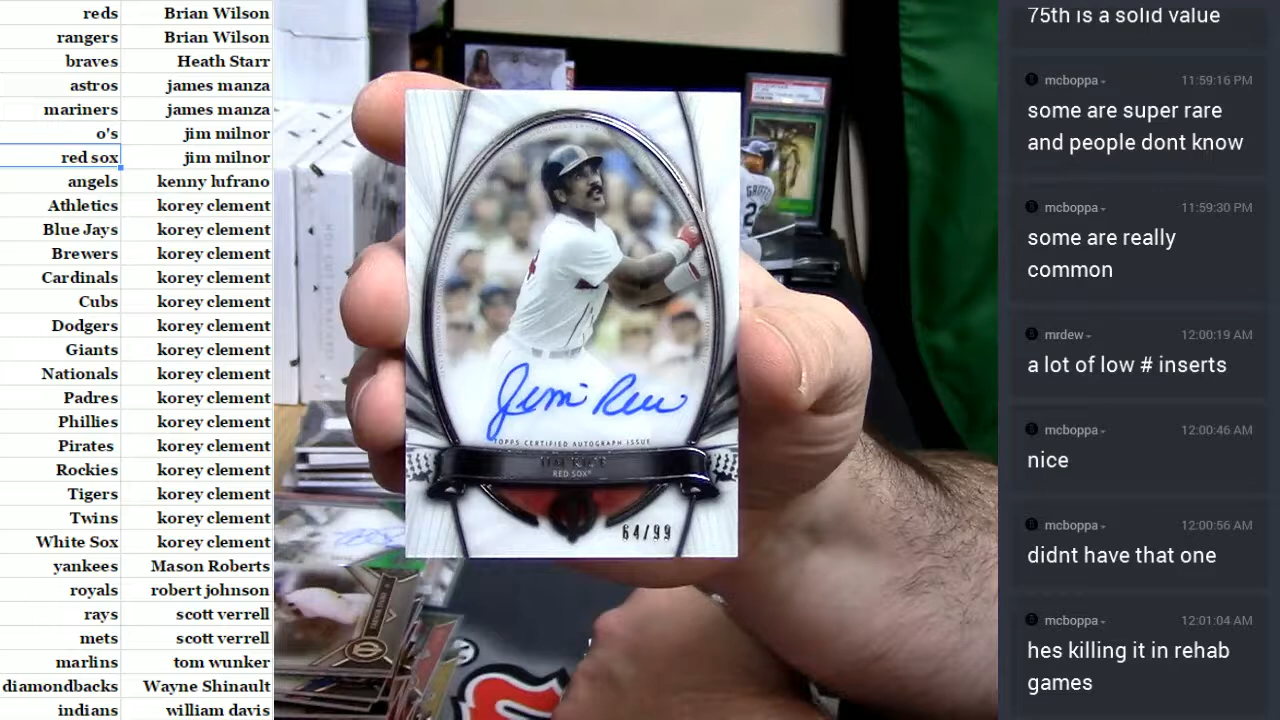 reds Brian Wilson
rangers Brian Wilson
braves Heath Starr
astros james manza
mariners james manza
o's jim milnor
red sox jim milnor
angels kenny lufrano
Athletics korey clement
Blue Jays korey clement
Brewers korey clement
Cardinals korey clement
Cubs korey clement
Dodgers korey clement
Giants korey clement
Nationals korey clement
Padres korey clement
Phillies korey clement
Pirates korey clement
Rockies korey clement
Tigers korey clement
Twins korey clement
White Sox korey clement
yankees Mason Roberts
royals robert johnson
rays scott verrell
mets scott verrell
marlins tom wunker
diamondbacks Wayne Shinault
indians william davis
Jim Rice
TOPPS CERTIFIED AUTOGRAPH ISSUE
JIM RICE
RED SOX
64/99
75th is a solid value
mcboppa 11:59:16 PM
some are super rare
and people dont know
mcboppa 11:59:30 PM
some are really
common
mrdew 12:00:19 AM
a lot of low # inserts
mcboppa 12:00:46 AM
nice
mcboppa 12:00:56 AM
didnt have that one
mcboppa 12:01:04 AM
hes killing it in rehab
games